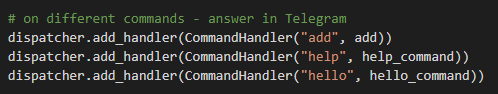 # on different commands - answer in Telegram
dispatcher.add_handler(CommandHandler("add", add))
dispatcher.add_handler(CommandHandler("help", help_command))
dispatcher.add_handler(CommandHandler("hello", hello_command))